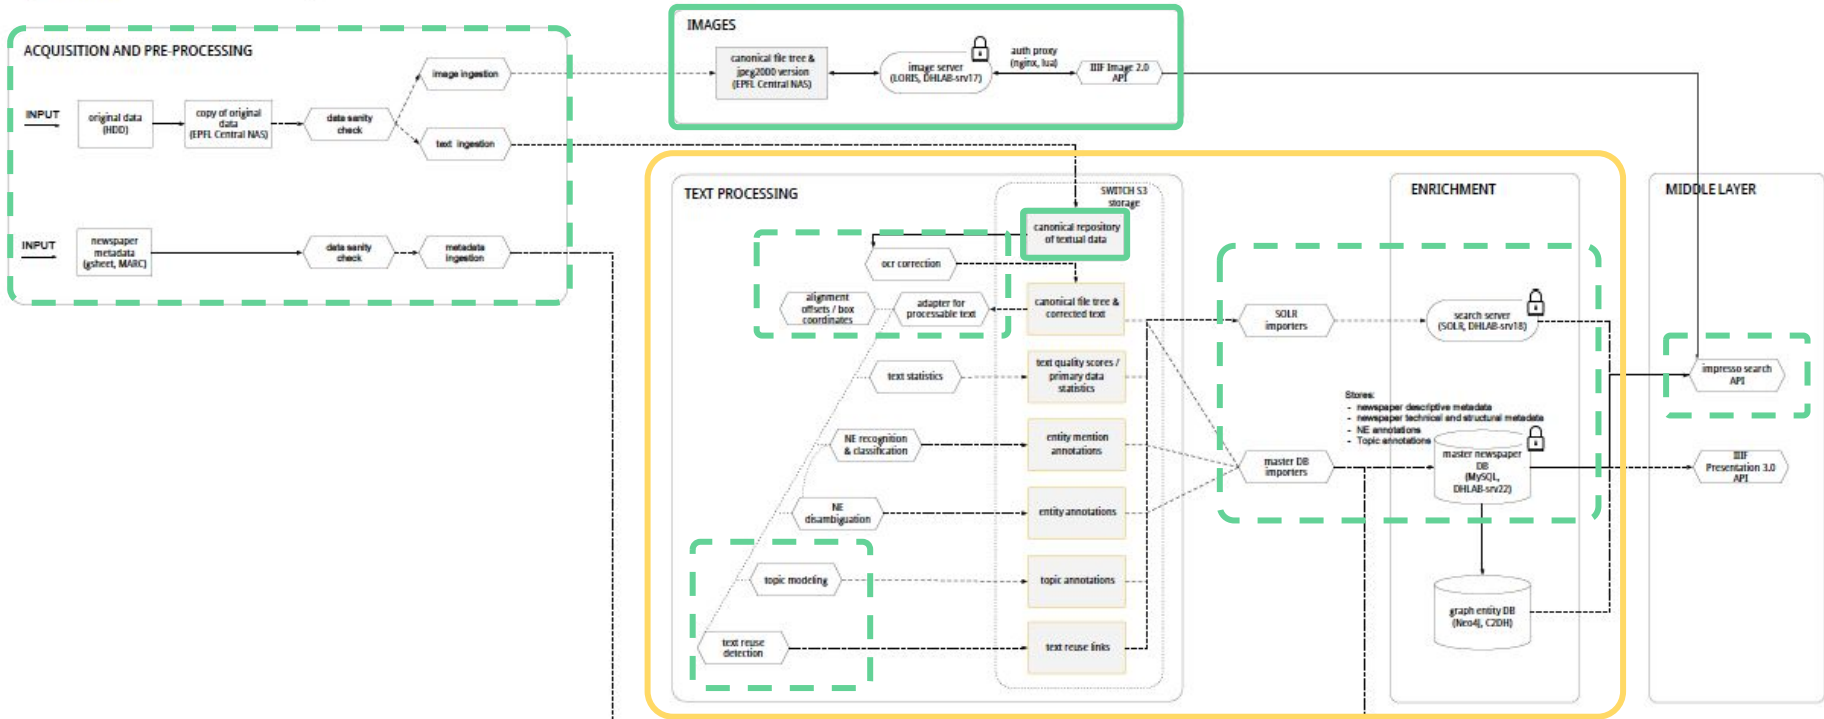 ACQUISITION AND PRE-PROCESSING
INPUT
original data
(HDD)
copy of original
data
(EPFL Central NAS)
data sanity
check
image ingestion
text ingestion
INPUT
newspaper
metadata
(gsheet, MARC)
data sanity
check
metadata
ingestion
IMAGES
canonical file tree &
jpeg2000 version
(EPFL Central NAS)
image server
(LORIS, DHLAB-srv17)
auth proxy
(nginx, lua)
IIIF Image 2.0
API
TEXT PROCESSING
SWITCH S3
storage
canonical repository
of textual data
ocr correction
alignment
offsets / box
coordinates
adapter for
processable text
canonical file tree &
corrected text
text statistics
text quality scores /
primary data
statistics
NE recognition
& classification
entity mention
annotations
NE
disambiguation
entity annotations
topic modeling
topic annotations
text reuse
detection
text reuse links
SOLR
importers
master DB
importers
ENRICHMENT
search server
(SOLR, DHLAB-srv18)
Stores:
- newspaper descriptive metadata
- newspaper technical and structural metadata
- NE annotations
- Topic annotations
master newspaper
DB
(MySQL,
DHLAB-srv22)
graph entity DB
(Neo4J, C2DH)
MIDDLE LAYER
impresso search
API
IIIF
Presentation 3.0
API